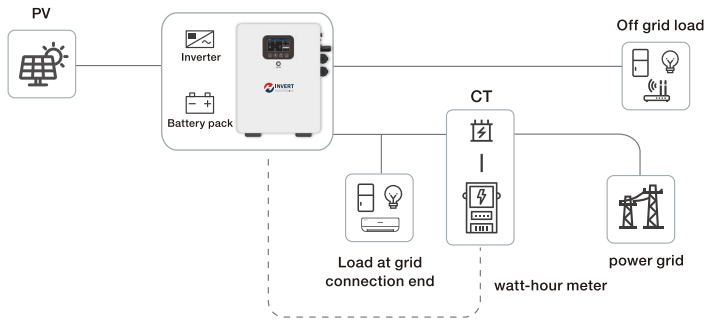 PV
Off grid load
Inverter
INVERT
CT
Battery pack
Load at grid
connection end
power grid
watt-hour meter